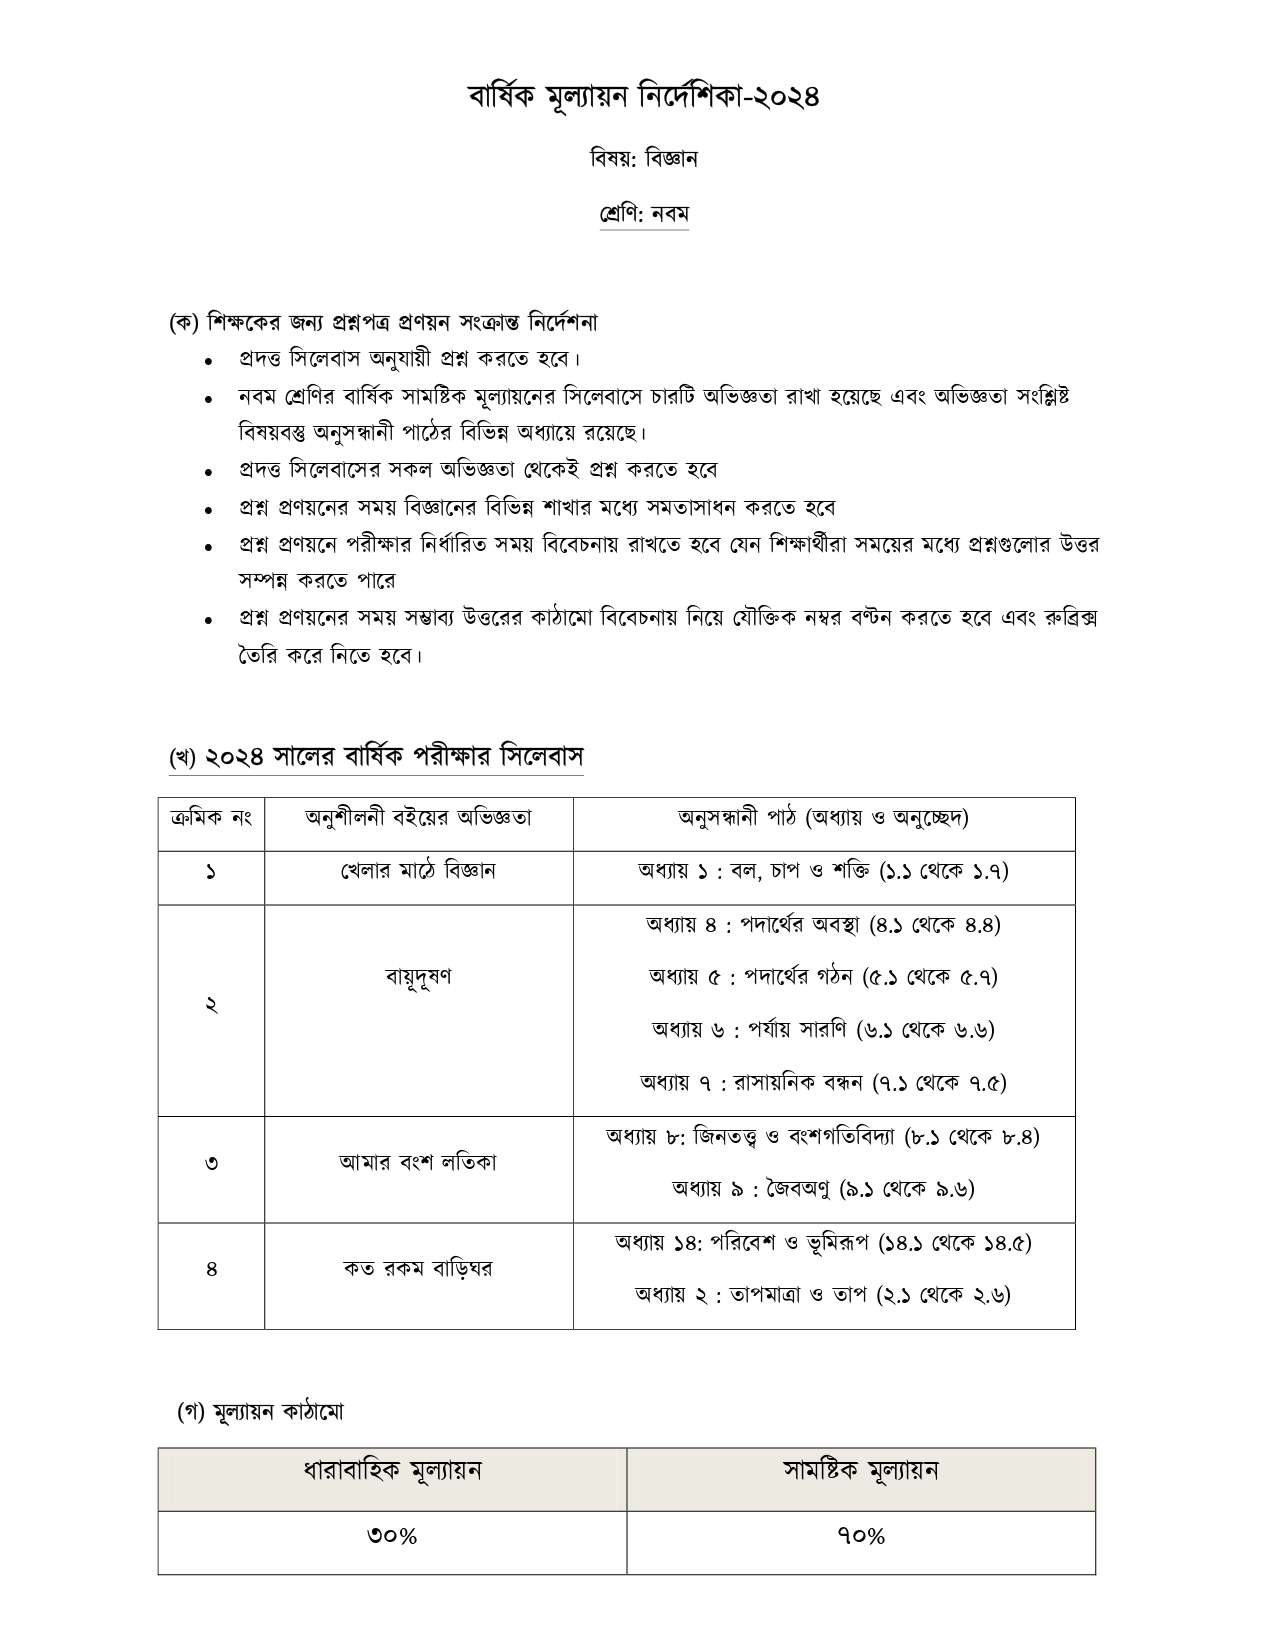 বার্ষিক মূল্যায়ন নির্দেশিকা-২০২৪
বিষয়: বিজ্ঞান
শ্রেণি: নবম
(ক) শিক্ষকের জন্য প্রশ্নপত্র প্রণয়ন সংক্রান্ত নির্দেশনা
• প্রদত্ত সিলেবাস অনুযায়ী প্রশ্ন করতে হবে।
• নবম শ্রেণির বার্ষিক সামষ্টিক মূল্যায়নের সিলেবাসে চারটি অভিজ্ঞতা রাখা হয়েছে এবং অভিজ্ঞতা সংশ্লিষ্ট
বিষয়বস্তু অনুসন্ধানী পাঠের বিভিন্ন অধ্যায়ে রয়েছে।
• প্রদত্ত সিলেবাসের সকল অভিজ্ঞতা থেকেই প্রশ্ন করতে হবে
• প্রশ্ন প্রণয়নের সময় বিজ্ঞানের বিভিন্ন শাখার মধ্যে সমতাসাধন করতে হবে
• প্রশ্ন প্রণয়নে পরীক্ষার নির্ধারিত সময় বিবেচনায় রাখতে হবে যেন শিক্ষার্থীরা সময়ের মধ্যে প্রশ্নগুলোর উত্তর
সম্পন্ন করতে পারে
• প্রশ্ন প্রণয়নের সময় সম্ভাব্য উত্তরের কাঠামো বিবেচনায় নিয়ে যৌক্তিক নম্বর বণ্টন করতে হবে এবং রুব্রিক্স
তৈরি করে নিতে হবে।
(খ) ২০২৪ সালের বার্ষিক পরীক্ষার সিলেবাস
ক্রমিক নং অনুশীলনী বইয়ের অভিজ্ঞতা অনুসন্ধানী পাঠ (অধ্যায় ও অনুচ্ছেদ)
১ খেলার মাঠে বিজ্ঞান অধ্যায় ১ : বল, চাপ ও শক্তি (১.১ থেকে ১.৭)
২ বায়ূদূষণ অধ্যায় ৪ : পদার্থের অবস্থা (৪.১ থেকে ৪.৪)
অধ্যায় ৫ : পদার্থের গঠন (৫.১ থেকে ৫.৭)
অধ্যায় ৬ : পর্যায় সারণি (৬.১ থেকে ৬.৬)
অধ্যায় ৭ : রাসায়নিক বন্ধন (৭.১ থেকে ৭.৫)
৩ আমার বংশ লতিকা অধ্যায় ৮: জিনতত্ত্ব ও বংশগতিবিদ্যা (৮.১ থেকে ৮.৪)
অধ্যায় ৯ : জৈবঅণু (৯.১ থেকে ৯.৬)
৪ কত রকম বাড়িঘর অধ্যায় ১৪: পরিবেশ ও ভূমিরূপ (১৪.১ থেকে ১৪.৫)
অধ্যায় ২ : তাপমাত্রা ও তাপ (২.১ থেকে ২.৬)
(গ) মূল্যায়ন কাঠামো
ধারাবাহিক মূল্যায়ন সামষ্টিক মূল্যায়ন
৩০% ৭০%